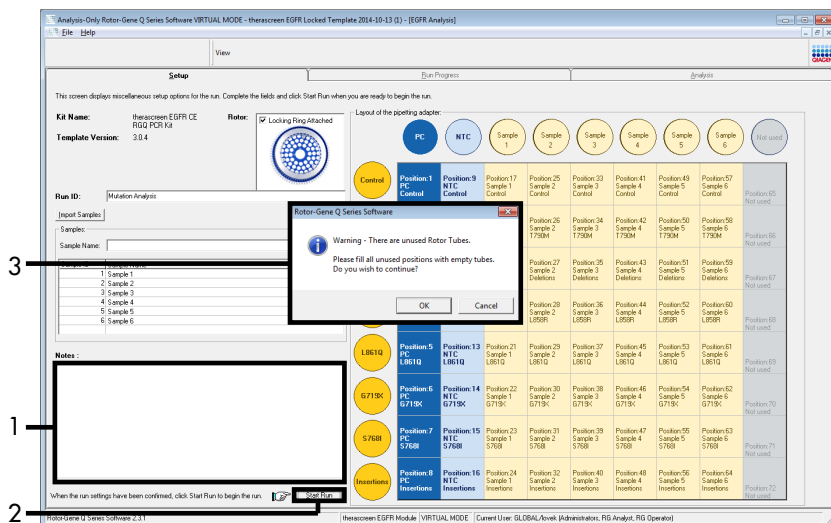 Analysis-Only Rotor-Gene Q Series Software VIRTUAL MODE - therascreen EGFR Locked Template 2014-10-13 (1) - [EGFR Analysis]
File Help
View
QIAGEN
Setup Run Progress Analysis
This screen displays miscellaneous setup options for the run. Complete the fields and click Start Run when you are ready to begin the run.
Kit Name: therascreen EGFR CE RGQ PCR Kit
Template Version: 3.0.4
Rotor: Locking Ring Attached
Run ID: Mutation Analysis
Import Samples
Samples:
Sample Name:
1 Sample 1
2 Sample 2
3 Sample 3
4 Sample 4
5 Sample 5
6 Sample 6
Notes :
When the run settings have been confirmed, click Start Run to begin the run. Start Run
Layout of the pipetting adapter:
PC NTC Sample 1 Sample 2 Sample 3 Sample 4 Sample 5 Sample 6 Not used
Control
Position:1 Position:9 Position:17 Position:25 Position:33 Position:41 Position:49 Position:57
PC NTC Sample 1 Sample 2 Sample 3 Sample 4 Sample 5 Sample 6 Position:65
Control Control Control Control Control Control Control Control Not used
Position:26 Position:34 Position:42 Position:50 Position:58
Sample 2 Sample 3 Sample 4 Sample 5 Sample 6 Position:66
T790M T790M T790M T790M T790M Not used
Position:27 Position:35 Position:43 Position:51 Position:59
Sample 2 Sample 3 Sample 4 Sample 5 Sample 6 Position:67
Deletions Deletions Deletions Deletions Deletions Not used
Position:28 Position:36 Position:44 Position:52 Position:60
Sample 2 Sample 3 Sample 4 Sample 5 Sample 6 Position:68
L858R L858R L858R L858R L858R Not used
L861Q
Position:5 Position:13 Position:21 Position:29 Position:37 Position:45 Position:53 Position:61
PC NTC Sample 1 Sample 2 Sample 3 Sample 4 Sample 5 Sample 6 Position:69
L861Q L861Q L861Q L861Q L861Q L861Q L861Q L861Q Not used
G719X
Position:6 Position:14 Position:22 Position:30 Position:38 Position:46 Position:54 Position:62
PC NTC Sample 1 Sample 2 Sample 3 Sample 4 Sample 5 Sample 6 Position:70
G719X G719X G719X G719X G719X G719X G719X G719X Not used
S768I
Position:7 Position:15 Position:23 Position:31 Position:39 Position:47 Position:55 Position:63
PC NTC Sample 1 Sample 2 Sample 3 Sample 4 Sample 5 Sample 6 Position:71
S768I S768I S768I S768I S768I S768I S768I S768I Not used
Insertions
Position:8 Position:16 Position:24 Position:32 Position:40 Position:48 Position:56 Position:64
PC NTC Sample 1 Sample 2 Sample 3 Sample 4 Sample 5 Sample 6 Position:72
Insertions Insertions Insertions Insertions Insertions Insertions Insertions Insertions Not used
Rotor-Gene Q Series Software
Warning - There are unused Rotor Tubes.
Please fill all unused positions with empty tubes.
Do you wish to continue?
OK Cancel
3
1
2
Rotor-Gene Q Series Software 2.3.1 therascreen EGFR Module VIRTUAL MODE Current User: GLOBAL/lovek (Administrators, RG Analyst, RG Operator)